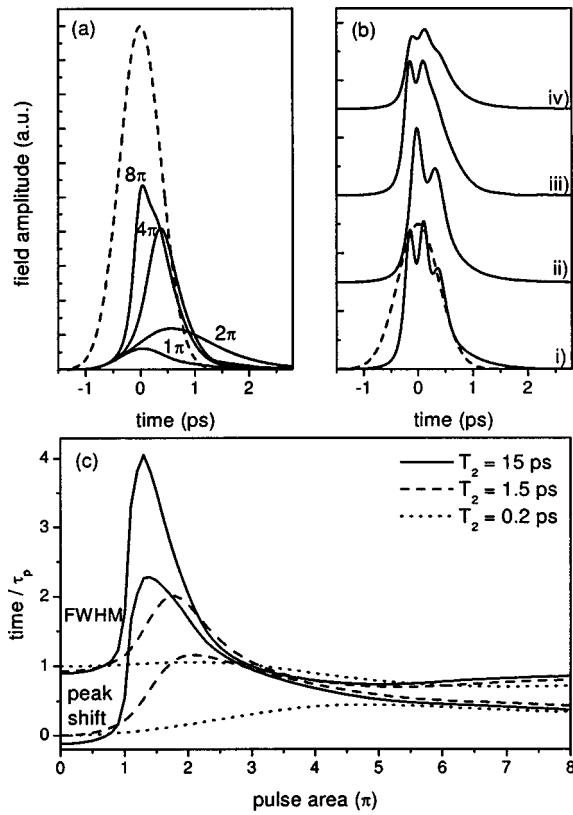 (a)
(b)
field amplitude (a.u.)
8π
4π
2π
1π
iv)
iii)
ii)
i)
-1 0 1 2
-1 0 1 2
time (ps)
time (ps)
(c)
T2 = 15 ps
T2 = 1.5 ps
T2 = 0.2 ps
time / τp
4
3
2
FWHM
1
peak
shift
0
0 1 2 3 4 5 6 7 8
pulse area (π)